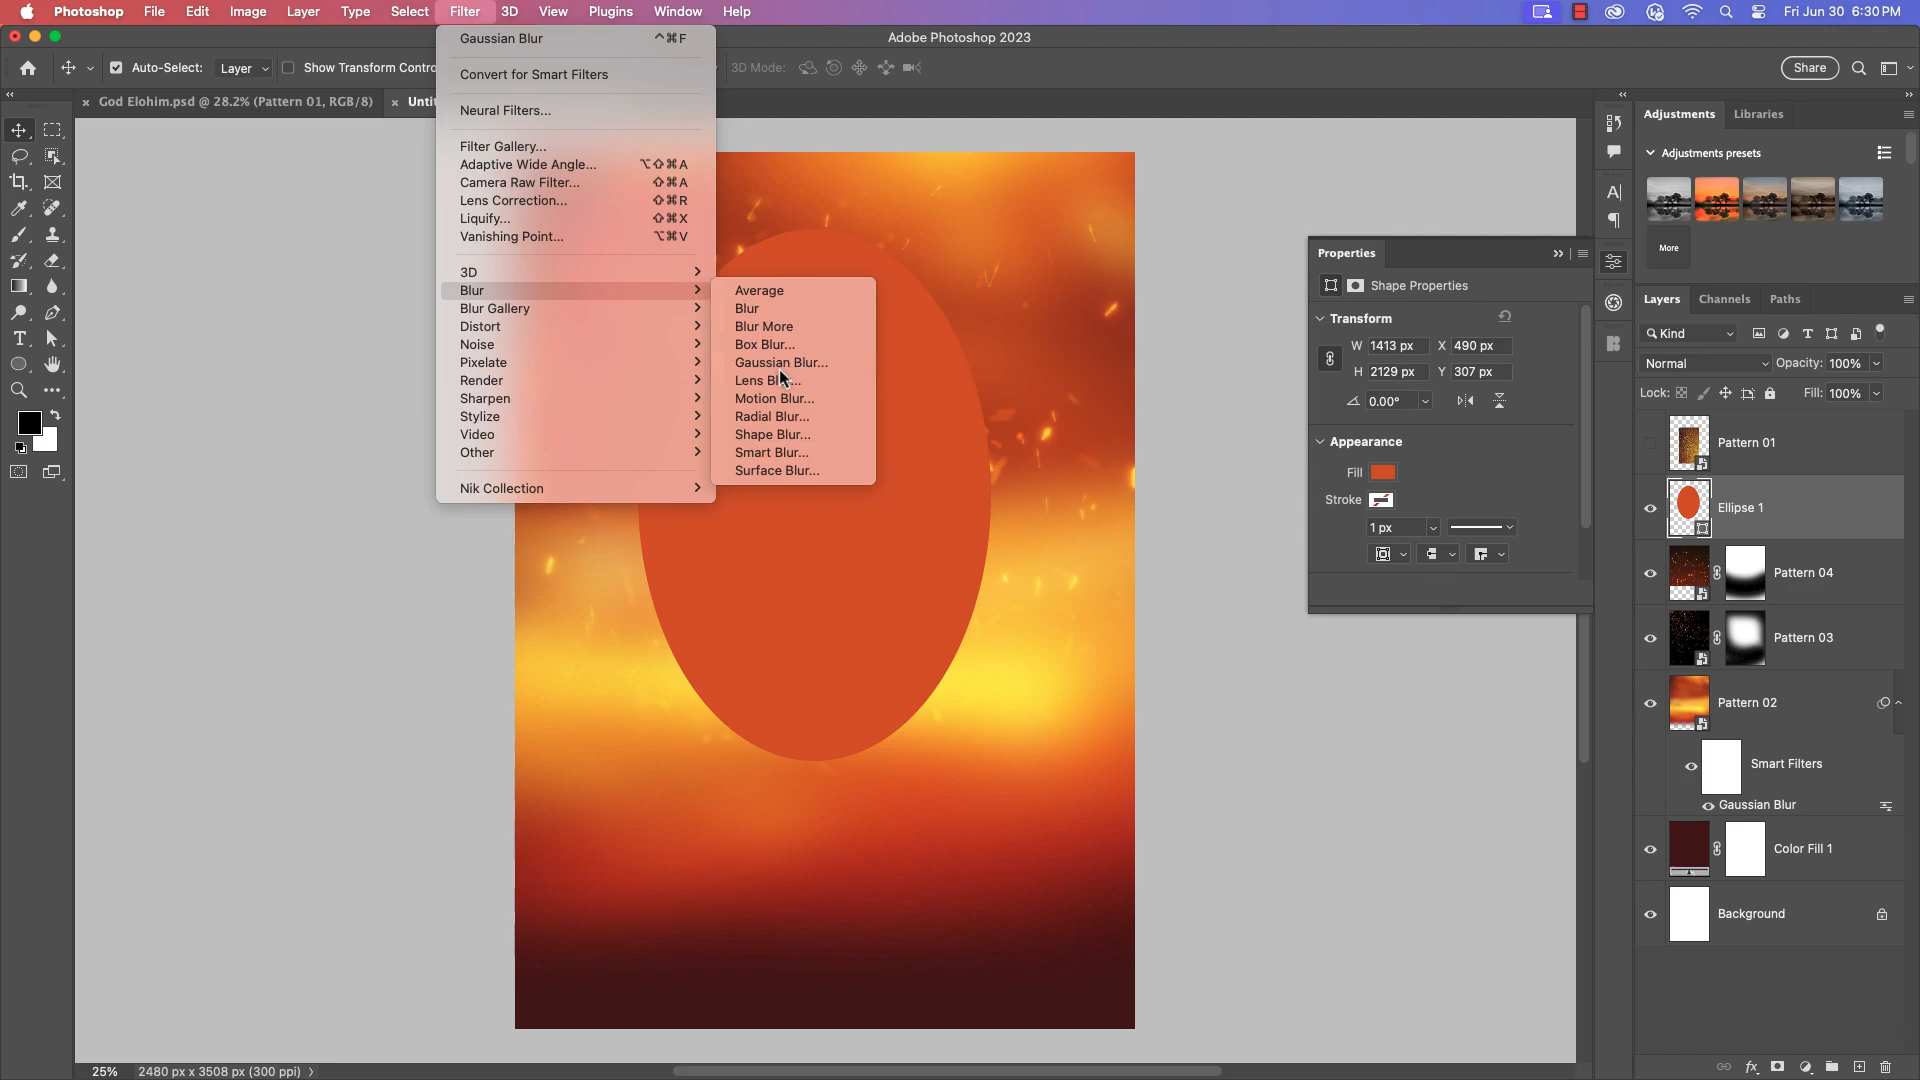 Photoshop File Edit Image Layer Type Select Filter 3D View Plugins Window Help Fri Jun 30 6:30 PM
Adobe Photoshop 2023
Auto-Select: Layer Show Transform Contro 3D Mode: Share
God Elohim.psd @ 28.2% (Pattern 01, RGB/8) Untit
Gaussian Blur ^⌘F
Convert for Smart Filters
Neural Filters...
Filter Gallery...
Adaptive Wide Angle... ⌥⇧⌘A
Camera Raw Filter... ⇧⌘A
Lens Correction... ⇧⌘R
Liquify... ⇧⌘X
Vanishing Point... ⌥⌘V
3D
Blur
Blur Gallery
Distort
Noise
Pixelate
Render
Sharpen
Stylize
Video
Other
Nik Collection
Average
Blur
Blur More
Box Blur...
Gaussian Blur...
Lens Bl...
Motion Blur...
Radial Blur...
Shape Blur...
Smart Blur...
Surface Blur...
Properties
Shape Properties
Transform
W 1413 px X 490 px
H 2129 px Y 307 px
0.00°
Appearance
Fill
Stroke
1 px
Adjustments Libraries
Adjustments presets
More
Layers Channels Paths
Kind
Normal Opacity: 100%
Lock: Fill: 100%
Pattern 01
Ellipse 1
Pattern 04
Pattern 03
Pattern 02
Smart Filters
Gaussian Blur
Color Fill 1
Background
25% 2480 px x 3508 px (300 ppi)